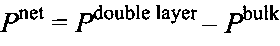 P^net = P^double layer – P^bulk